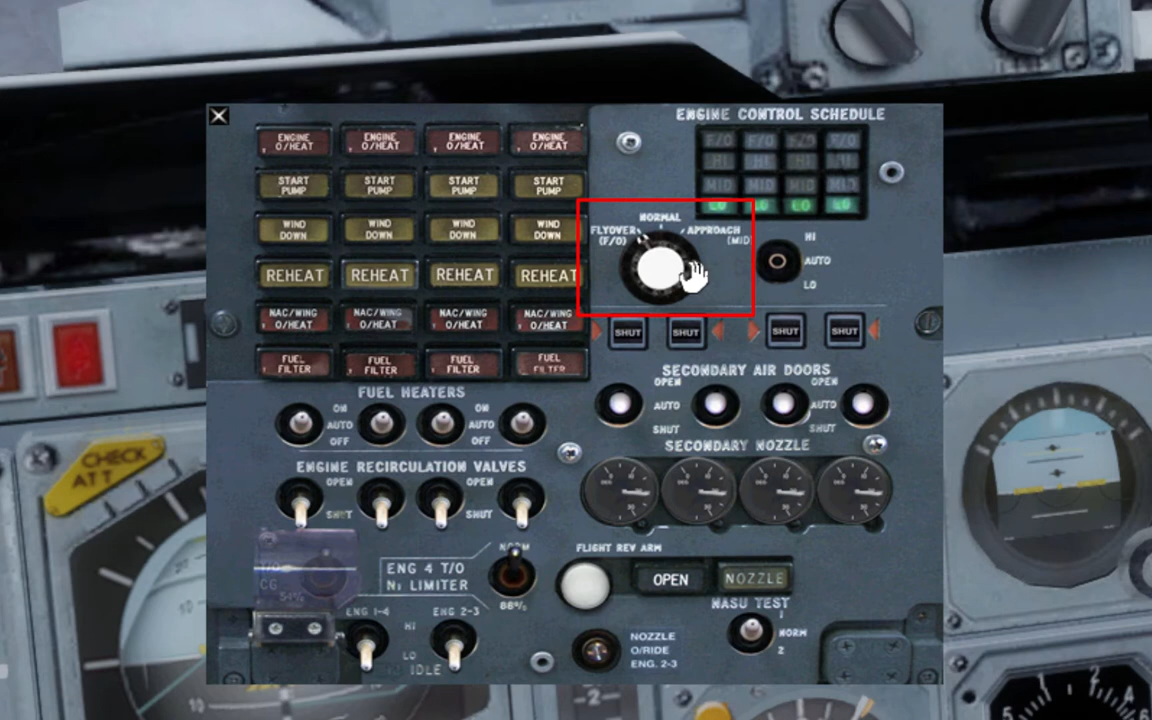 ENGINE CONTROL SCHEDULE
ENGINE O/HEAT
ENGINE O/HEAT
ENGINE O/HEAT
ENGINE O/HEAT
F/O F/O F/O F/O
HI HI HI HI
MID MID MID MID
LO LO LO LO
START PUMP
START PUMP
START PUMP
START PUMP
NORMAL
FLYOVER (F/O)
APPROACH (MID)
WIND DOWN
WIND DOWN
WIND DOWN
WIND DOWN
HI
AUTO
LO
REHEAT
REHEAT
REHEAT
REHEAT
NAC/WING O/HEAT
NAC/WING O/HEAT
NAC/WING O/HEAT
NAC/WING O/HEAT
SHUT
SHUT
SHUT
SHUT
FUEL FILTER
FUEL FILTER
FUEL FILTER
FUEL FILTER
SECONDARY AIR DOORS
OPEN
AUTO
SHUT
OPEN
AUTO
SHUT
FUEL HEATERS
ON
AUTO
OFF
ON
AUTO
OFF
SECONDARY NOZZLE
ENGINE RECIRCULATION VALVES
OPEN
SHUT
OPEN
SHUT
CHECK
ATT
CG
ENG 4 T/O
N1 LIMITER
NORM
88%
FLIGHT REV ARM
OPEN
NOZZLE
NASU TEST
1
NORM
2
ENG 1-4
ENG 2-3
HI
LO
IDLE
NOZZLE
O/RIDE
ENG. 2-3